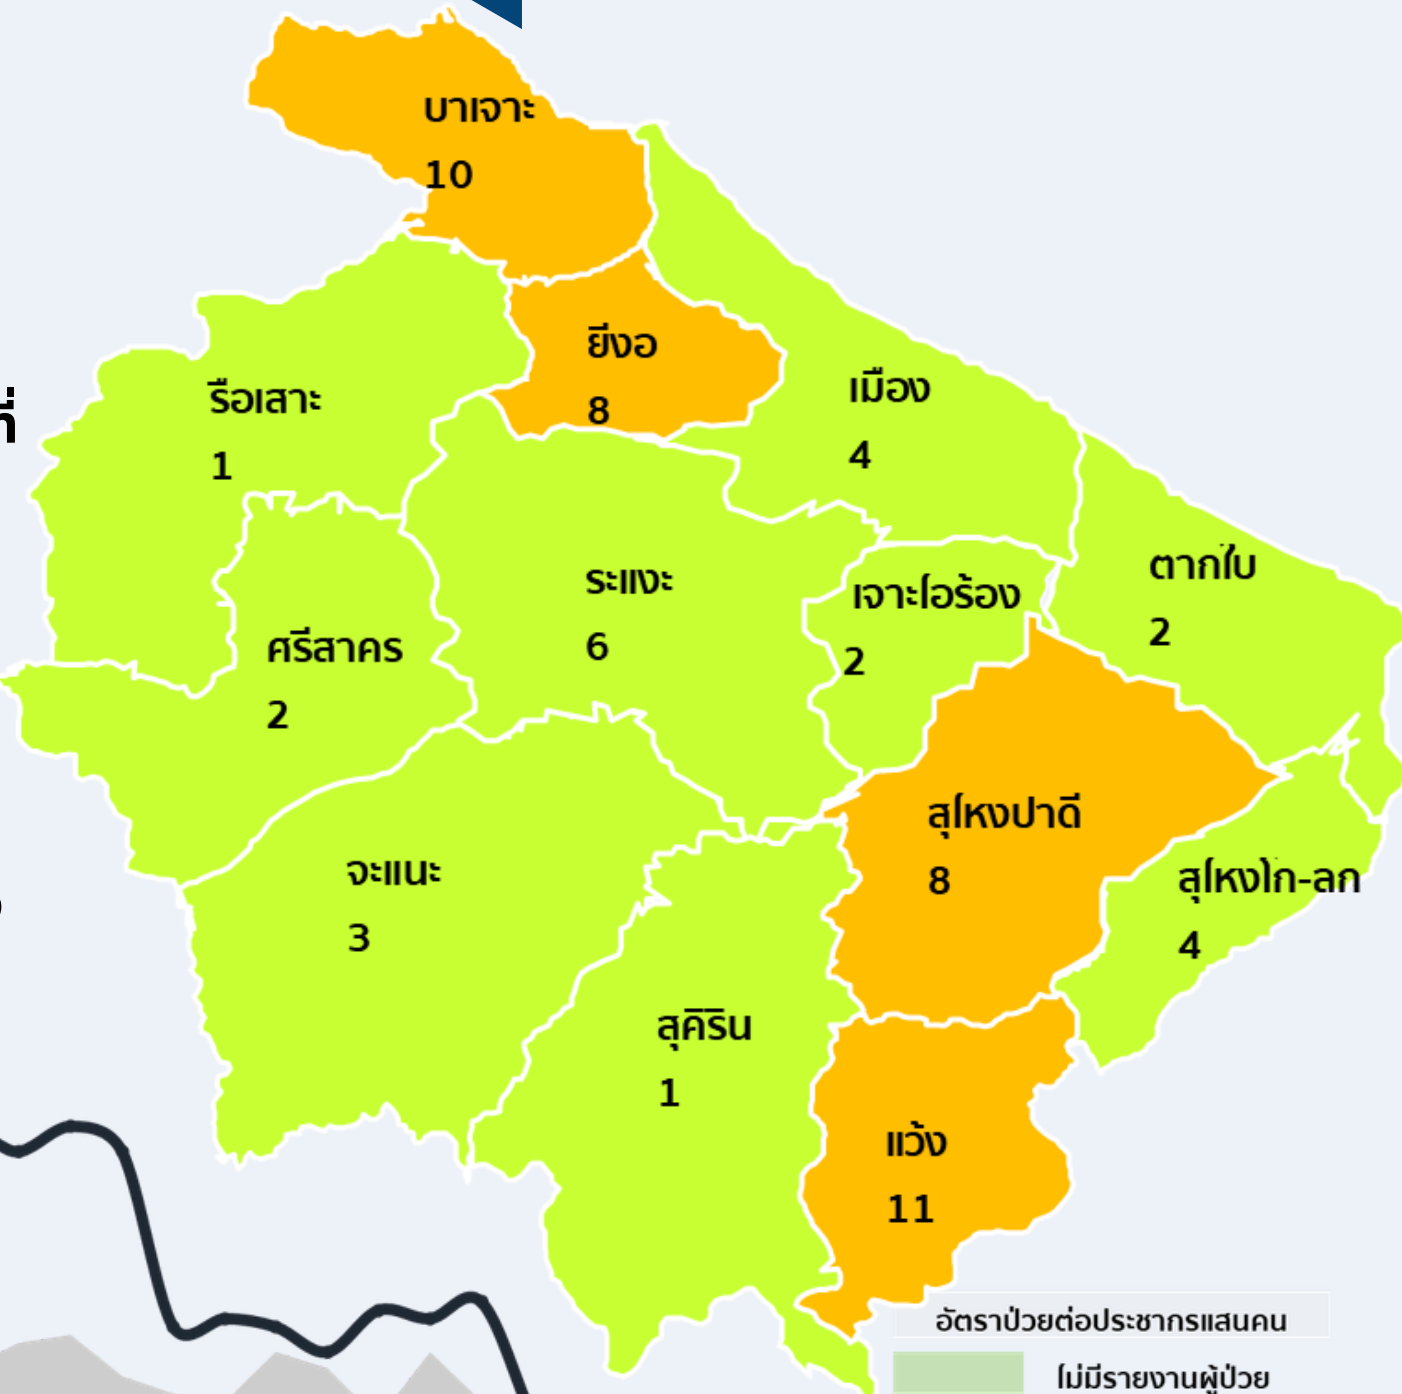 บาเจาะ
10
ยี่งอ
8
เมือง
4
รือเสาะ
1
ที่
ตากใบ
2
ระแงะ
6
เจาะไอร้อง
2
ศรีสาคร
2
สุไหงปาดี
8
จะแนะ
3
สุไหงโก-ลก
4
สุคิริน
1
แว้ง
11
อัตราป่วยต่อประชากรแสนคน
ไม่มีรายงานผู้ป่วย